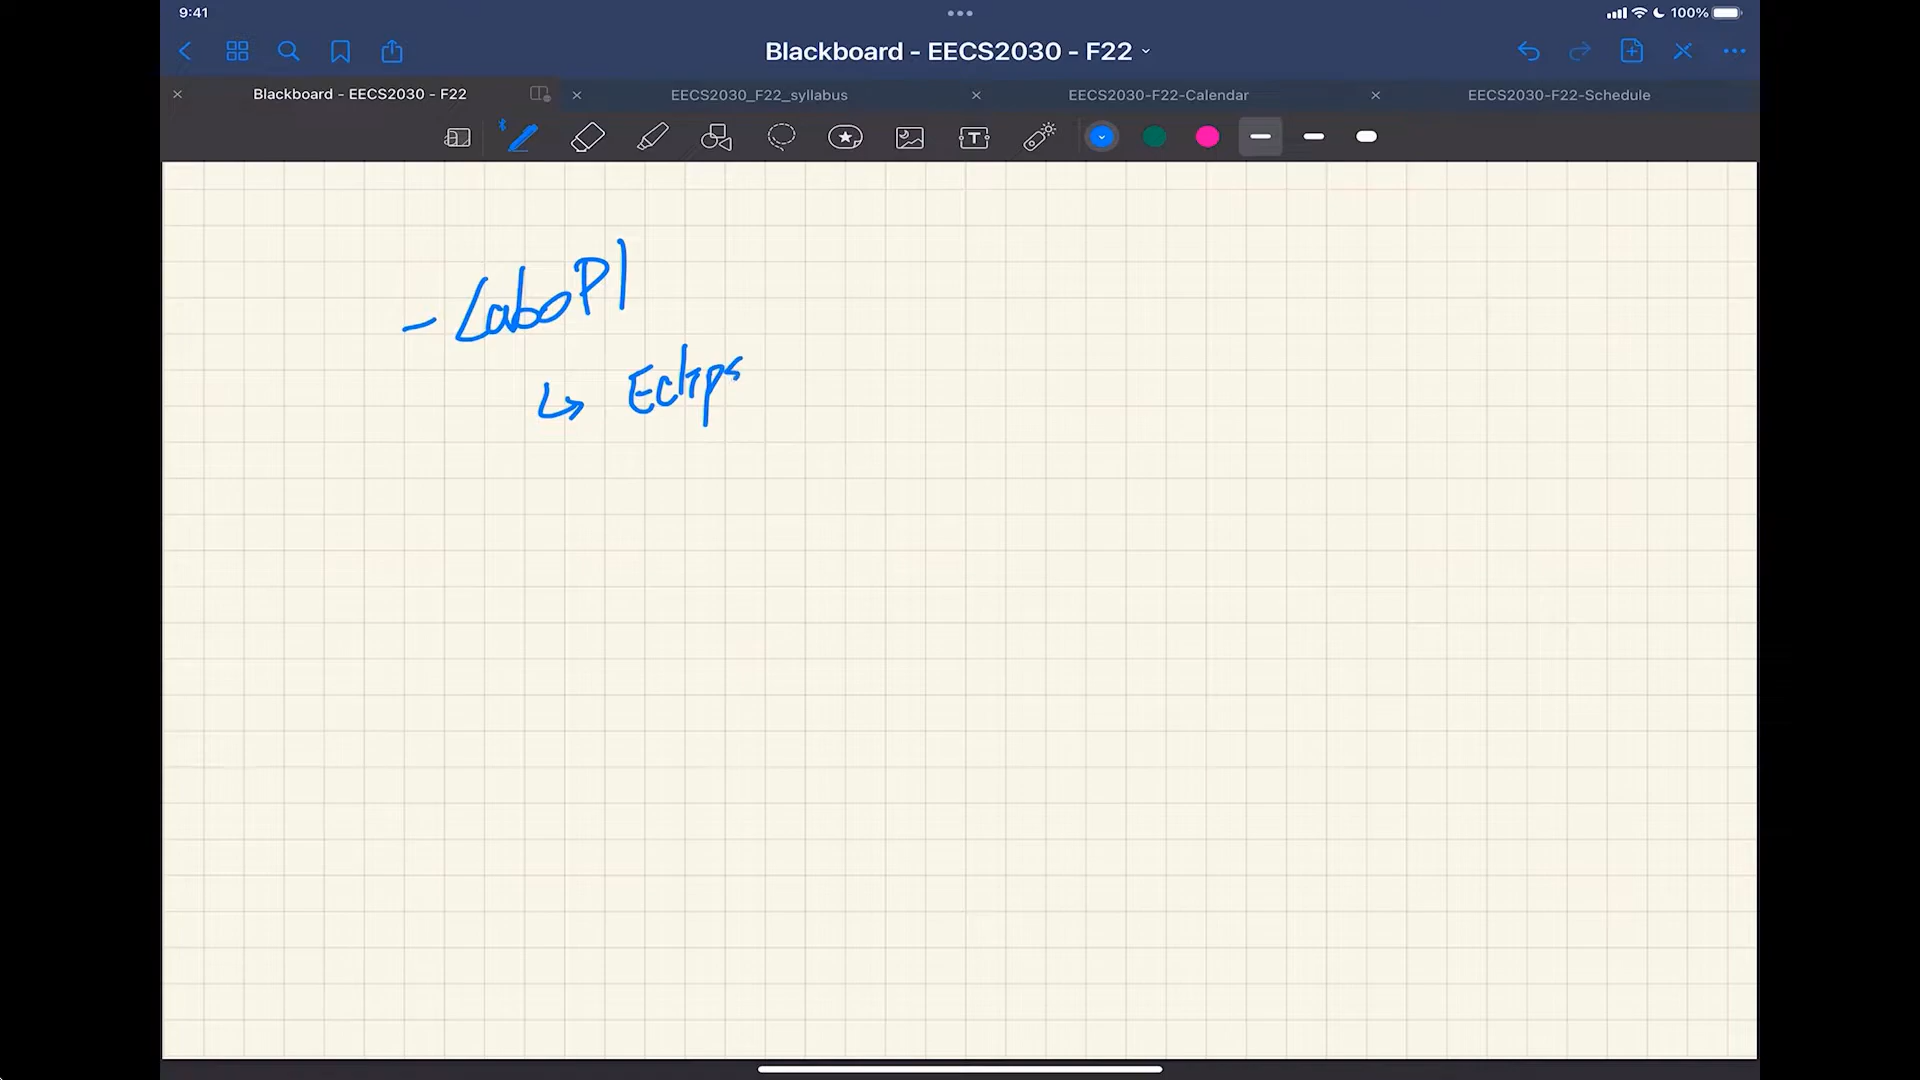 9:41
100%
Blackboard - EECS2030 - F22
Blackboard - EECS2030 - F22
EECS2030_F22_syllabus
EECS2030-F22-Calendar
EECS2030-F22-Schedule
- Lab0P1
↳ Eclips